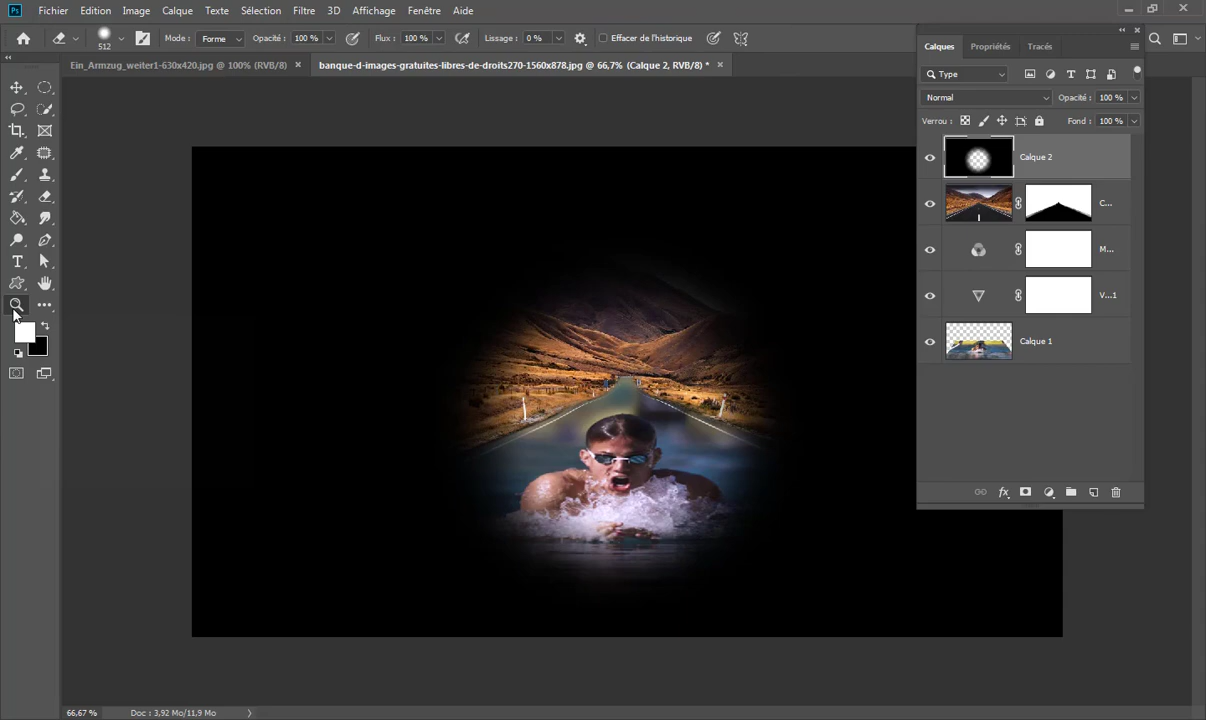 Ps Fichier Edition Image Calque Texte Sélection Filtre 3D Affichage Fenêtre Aide
512 Mode : Forme Opacité : 100 % Flux : 100% Lissage : 0 % Effacer de l'historique
Ein_Armzug_weiter1-630x420.jpg @ 100% (RVB/8) × banque-d-images-gratuites-libres-de-droits270-1560x878.jpg @ 66,7% (Calque 2, RVB/8) * ×
Calques Propriétés Tracés
Type
Normal Opacité : 100 %
Verrou : Fond : 100 %
Calque 2
C...
M...
V...1
Calque 1
fx
66,67 % Doc : 3,92 Mo/11,9 Mo